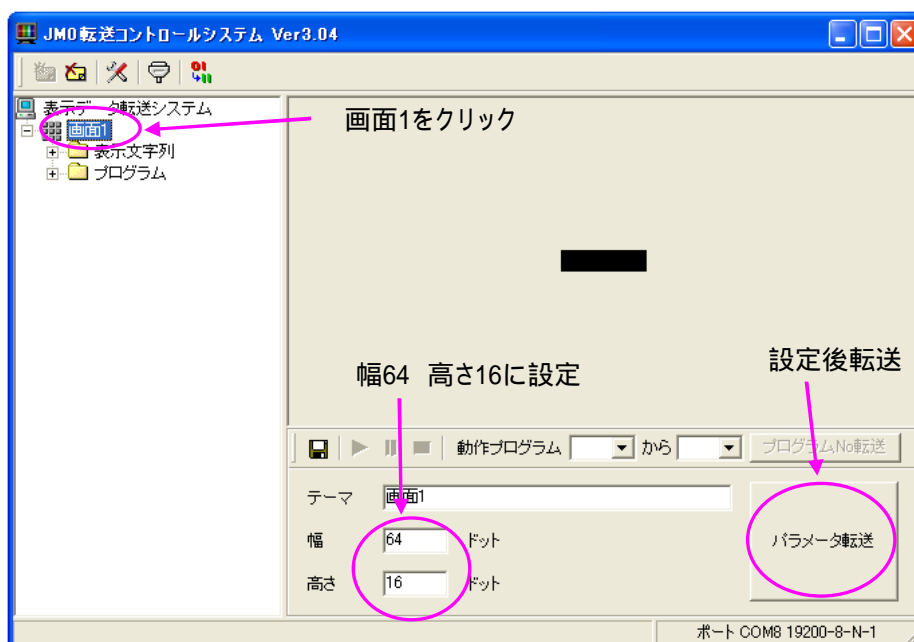 JMO転送コントロールシステム Ver3.04
表示データ転送システム
画面1
表示文字列
プログラム
画面1をクリック
幅64 高さ16に設定
設定後転送
動作プログラム から プログラムNo転送
テーマ 画面1
幅 64 ドット
高さ 16 ドット
パラメータ転送
ポート COM8 19200-8-N-1